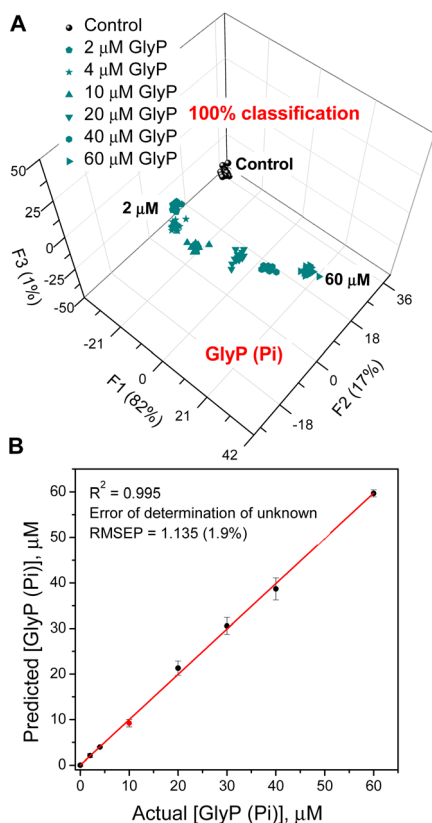 A
Control
2 µM GlyP
4 µM GlyP
10 µM GlyP
20 µM GlyP
40 µM GlyP
60 µM GlyP
100% classification
Control
2 µM
60 µM
GlyP (Pi)
50
25
0
-25
-50
F3 (1%)
-21
0
21
42
F1 (82%)
-18
0
18
36
F2 (17%)
B
R² = 0.995
Error of determination of unknown
RMSEP = 1.135 (1.9%)
60
50
40
30
20
10
0
Predicted [GlyP (Pi)], µM
0 10 20 30 40 50 60
Actual [GlyP (Pi)], µM